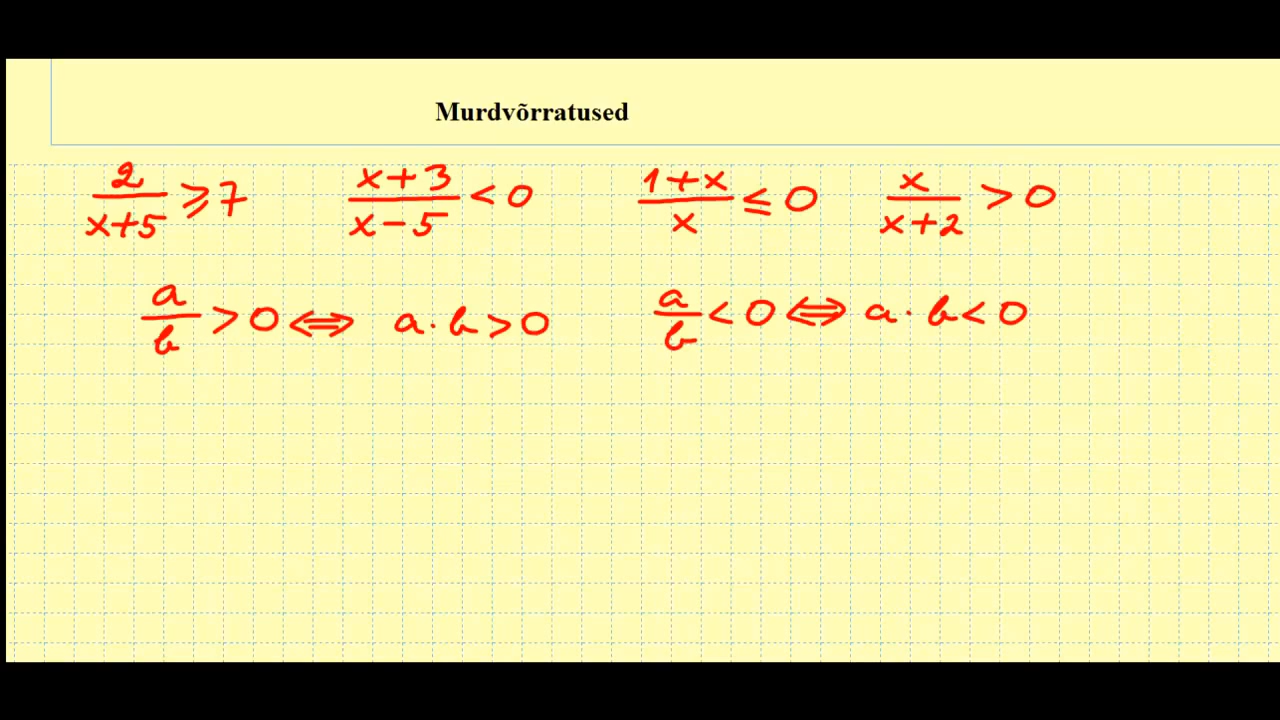 Murdvõrratused
2/(x+5) ⩾ 7   (x+3)/(x−5) < 0   (1+x)/x ≤ 0   x/(x+2) > 0
a/b > 0 ⇔ a · b > 0   a/b < 0 ⇔ a · b < 0